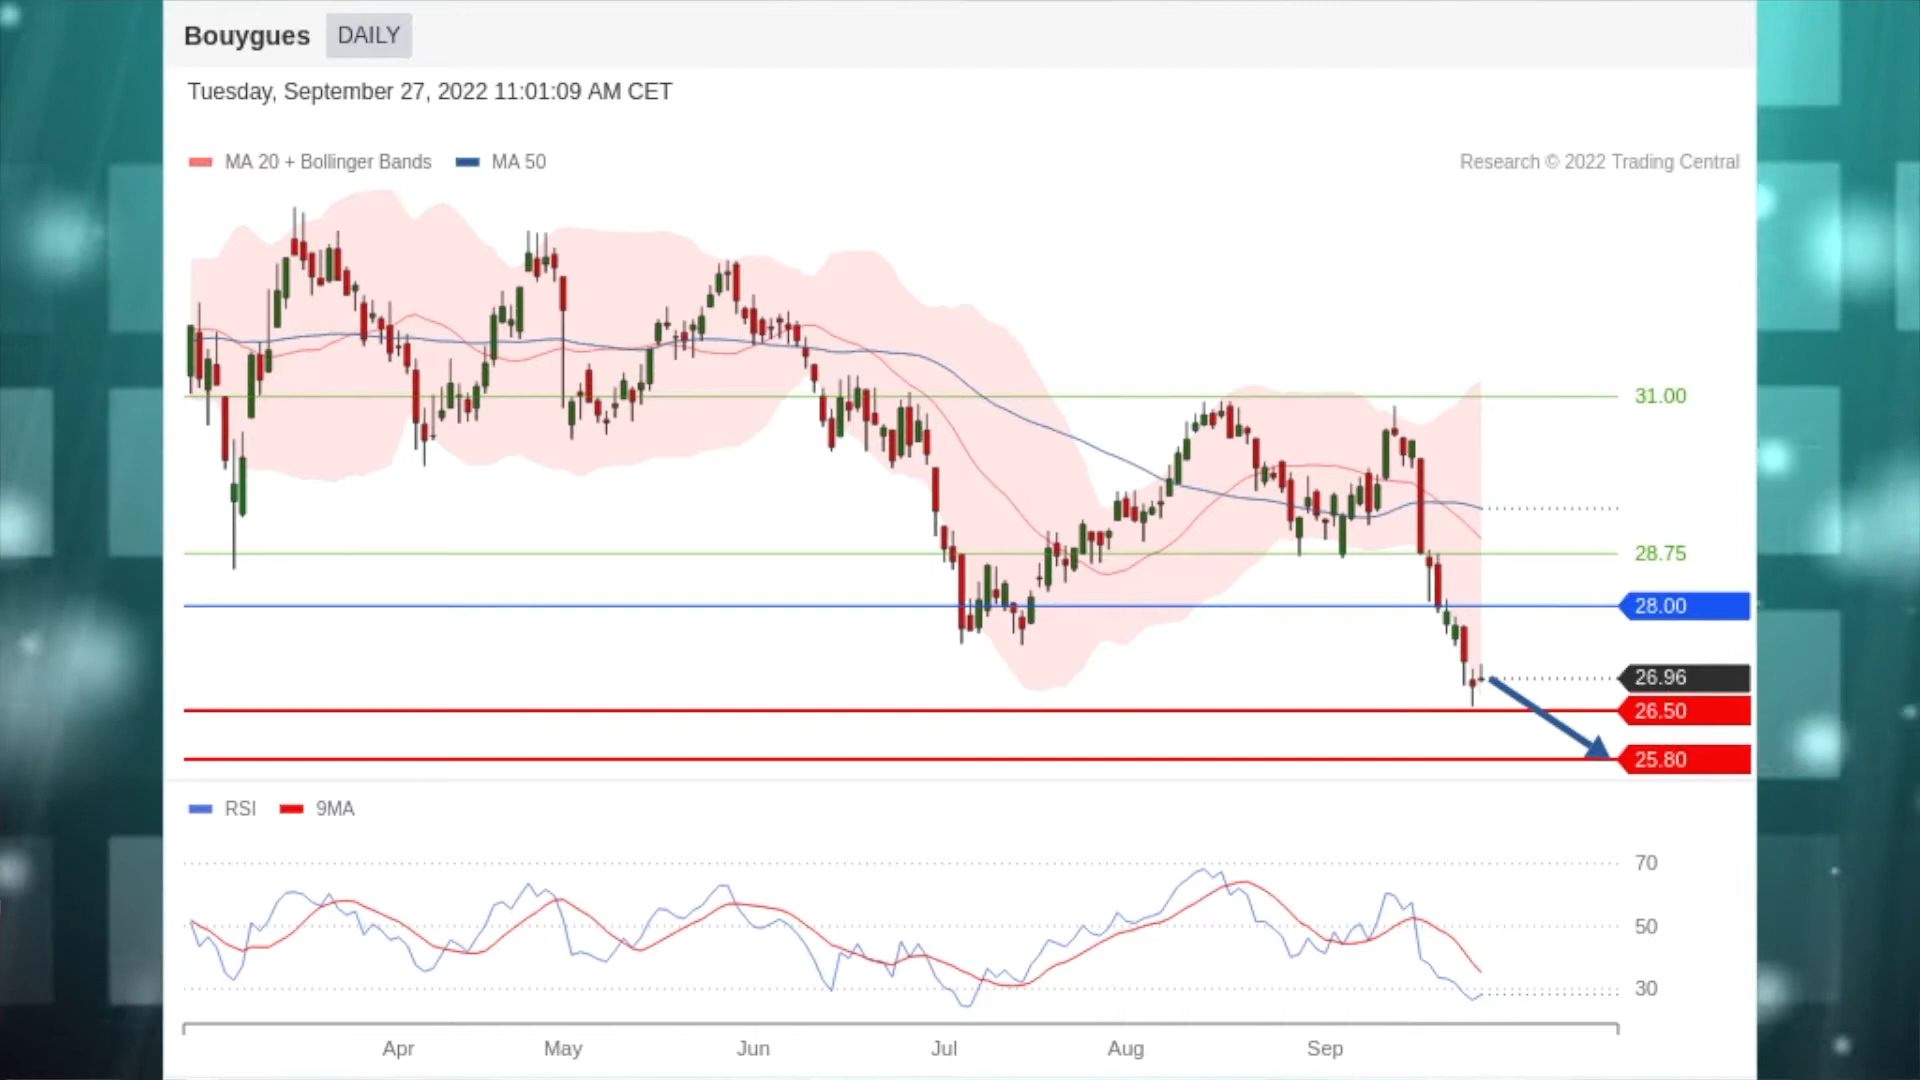 Bouygues DAILY
Tuesday, September 27, 2022 11:01:09 AM CET
MA 20 + Bollinger Bands MA 50
Research © 2022 Trading Central
31.00
28.75
28.00
26.96
26.50
25.80
RSI 9MA
70
50
30
Apr May Jun Jul Aug Sep